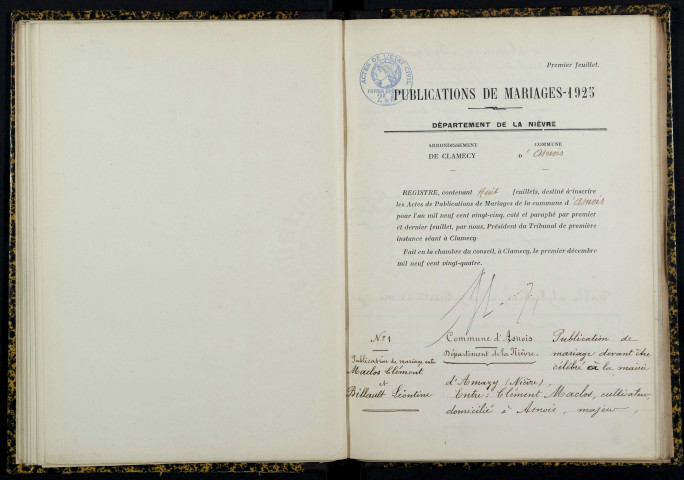 Premier feuillet.
ACTES DE L'ÉTAT CIVIL
PUBLICATIONS DE MARIAGES-1925
DÉPARTEMENT DE LA NIÈVRE
ARRONDISSEMENT
DE CLAMECY
COMMUNE
D' Asnois
REGISTRE, contenant Huit feuillets, destiné à inscrire
les Actes de Publications de Mariages de la commune d'Asnois
pour l'an mil neuf cent vingt-cinq, coté et paraphé par premier
et dernier feuillet, par nous, Président du Tribunal de première
instance séant à Clamecy.
Fait en la chambre du conseil, à Clamecy, le premier décembre
mil neuf cent vingt-quatre.
N° 1
Publication de mariage entre
Maclos Clément
et
Billault Léontine
Commune d'Asnois
Département de la Nièvre.
Publication de
mariage devant être
célébré à la mairie
d'Amazy (Nièvre),
Entre : Clément Maclos, cultivateur,
domicilié à Asnois, majeur,